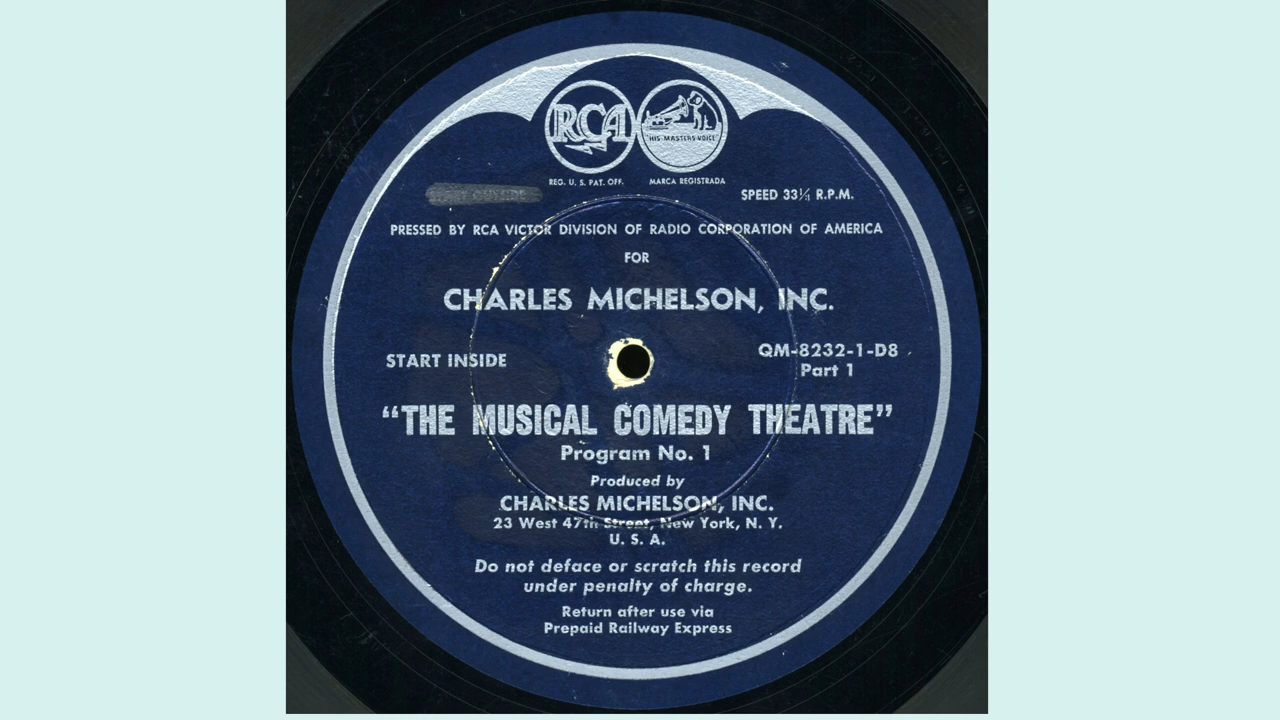 RCA
"HIS MASTERS VOICE"
REG. U. S. PAT. OFF. MARCA REGISTRADA
SPEED 33⅓ R.P.M.
PRESSED BY RCA VICTOR DIVISION OF RADIO CORPORATION OF AMERICA
FOR
CHARLES MICHELSON, INC.
START INSIDE
QM-8232-1-D8
Part 1
"THE MUSICAL COMEDY THEATRE"
Program No. 1
Produced by
CHARLES MICHELSON, INC.
23 West 47th Street, New York, N. Y.
U. S. A.
Do not deface or scratch this record
under penalty of charge.
Return after use via
Prepaid Railway Express